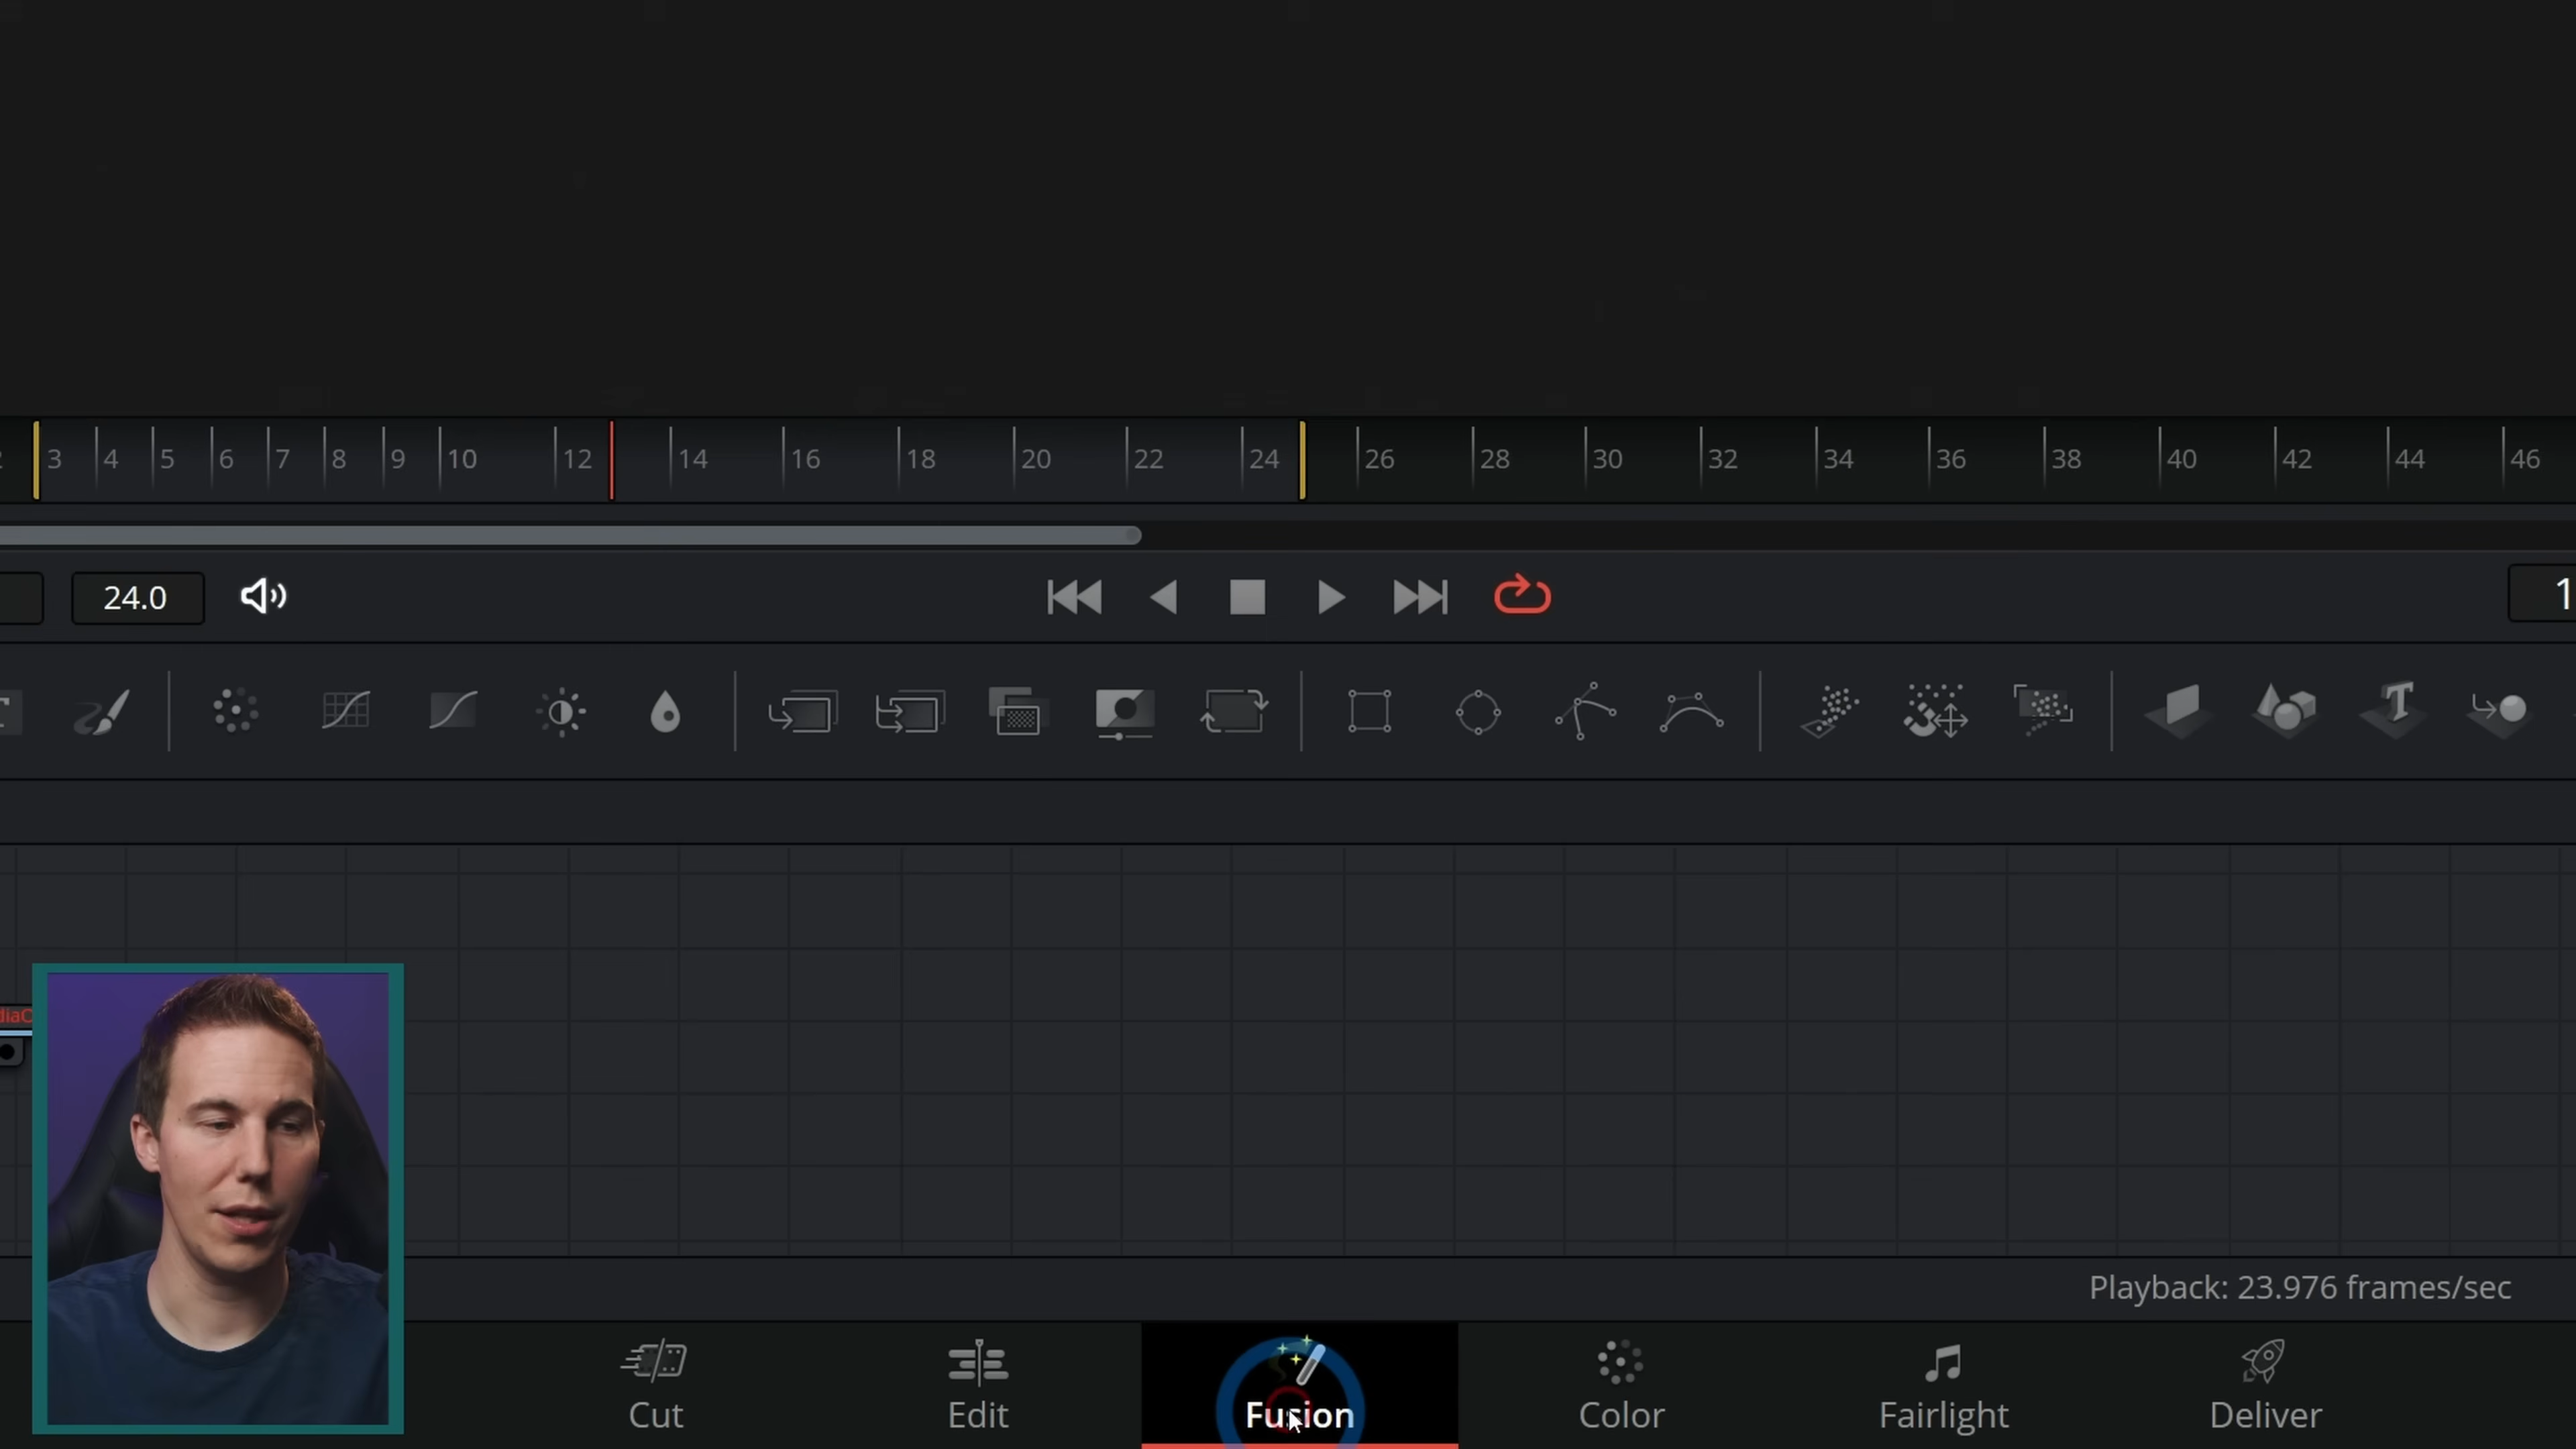 3 4 5 6 7 8 9 10 12 14 16 18 20 22 24 26 28 30 32 34 36 38 40 42 44 46
24.0
1
Playback: 23.976 frames/sec
Cut Edit Fusion Color Fairlight Deliver